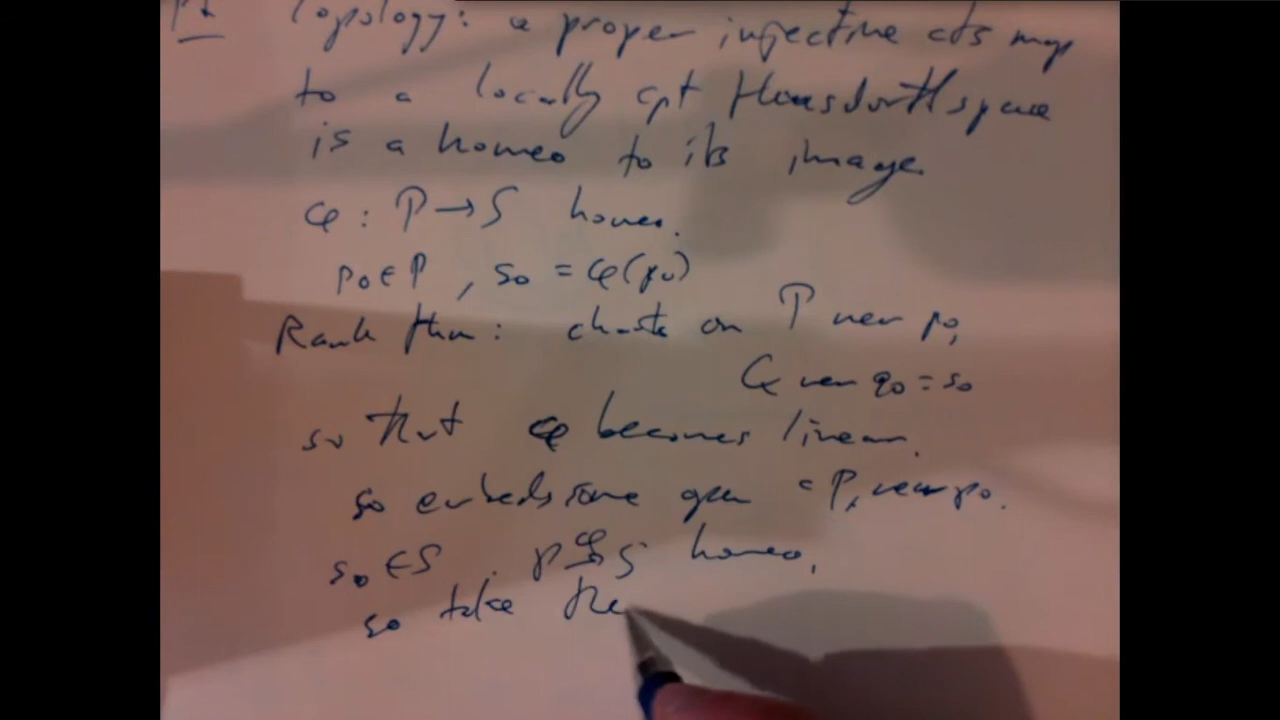 Pf Topology: a proper injective cts map
to a locally cpt Hausdorff space
is a homeo to its image.
φ : P → S homeo.
p₀ ∈ P, s₀ = φ(p₀)
Rank thm: charts on P near p₀,
Q near q₀ = s₀
so that φ becomes linear.
so embeds some open ⊂ P, near p₀.
s₀ ∈ S. P →φ S homeo,
so take the